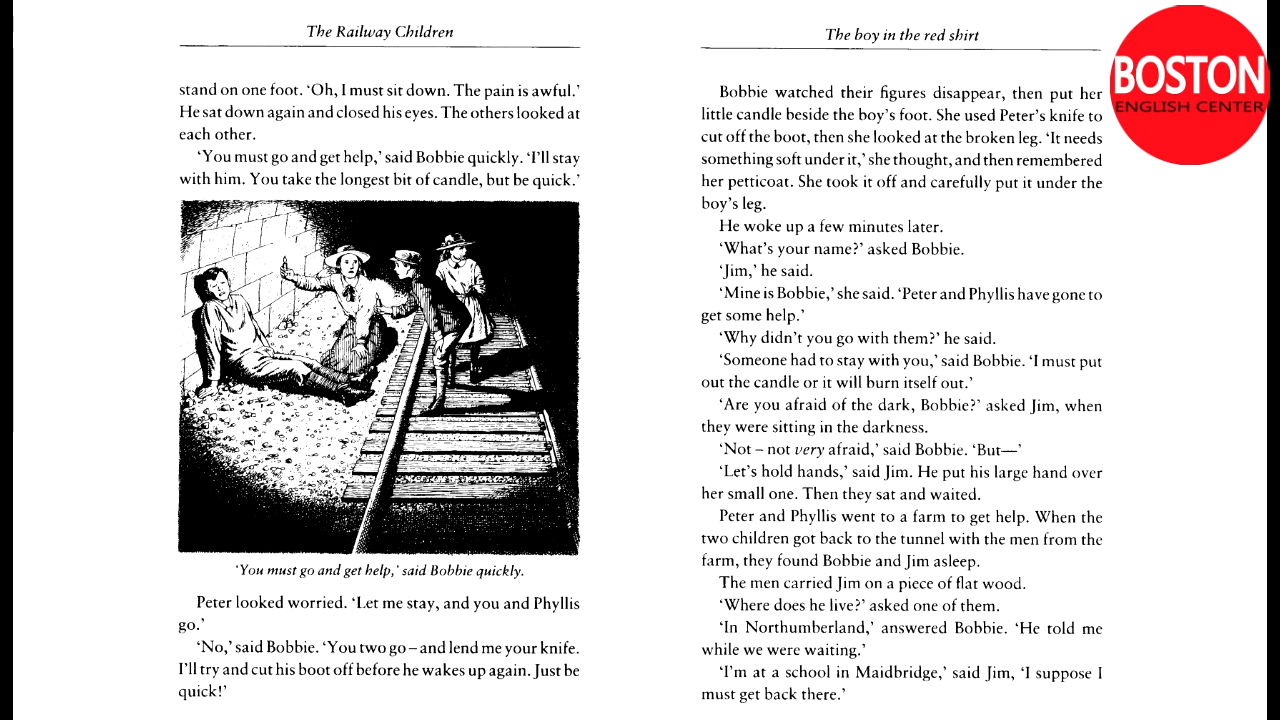 The Railway Children
stand on one foot. ‘Oh, I must sit down. The pain is awful.’
He sat down again and closed his eyes. The others looked at
each other.
‘You must go and get help,’ said Bobbie quickly. ‘I’ll stay
with him. You take the longest bit of candle, but be quick.’
‘You must go and get help,’ said Bobbie quickly.
Peter looked worried. ‘Let me stay, and you and Phyllis
go.’
‘No,’ said Bobbie. ‘You two go – and lend me your knife.
I’ll try and cut his boot off before he wakes up again. Just be
quick!’
The boy in the red shirt
Bobbie watched their figures disappear, then put her
little candle beside the boy’s foot. She used Peter’s knife to
cut off the boot, then she looked at the broken leg. ‘It needs
something soft under it,’ she thought, and then remembered
her petticoat. She took it off and carefully put it under the
boy’s leg.
He woke up a few minutes later.
‘What’s your name?’ asked Bobbie.
‘Jim,’ he said.
‘Mine is Bobbie,’ she said. ‘Peter and Phyllis have gone to
get some help.’
‘Why didn’t you go with them?’ he said.
‘Someone had to stay with you,’ said Bobbie. ‘I must put
out the candle or it will burn itself out.’
‘Are you afraid of the dark, Bobbie?’ asked Jim, when
they were sitting in the darkness.
‘Not – not very afraid,’ said Bobbie. ‘But—’
‘Let’s hold hands,’ said Jim. He put his large hand over
her small one. Then they sat and waited.
Peter and Phyllis went to a farm to get help. When the
two children got back to the tunnel with the men from the
farm, they found Bobbie and Jim asleep.
The men carried Jim on a piece of flat wood.
‘Where does he live?’ asked one of them.
‘In Northumberland,’ answered Bobbie. ‘He told me
while we were waiting.’
‘I’m at a school in Maidbridge,’ said Jim, ‘I suppose I
must get back there.’
BOSTON
ENGLISH CENTER